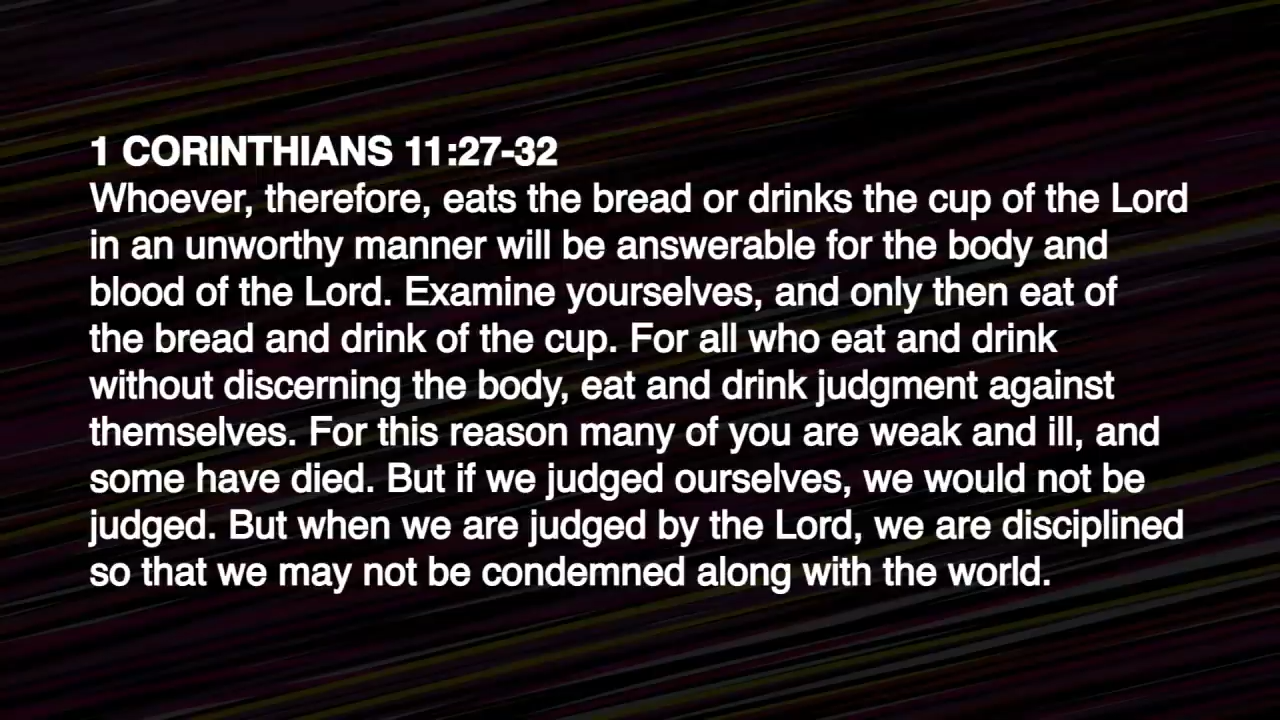 1 CORINTHIANS 11:27-32
Whoever, therefore, eats the bread or drinks the cup of the Lord
in an unworthy manner will be answerable for the body and
blood of the Lord. Examine yourselves, and only then eat of
the bread and drink of the cup. For all who eat and drink
without discerning the body, eat and drink judgment against
themselves. For this reason many of you are weak and ill, and
some have died. But if we judged ourselves, we would not be
judged. But when we are judged by the Lord, we are disciplined
so that we may not be condemned along with the world.